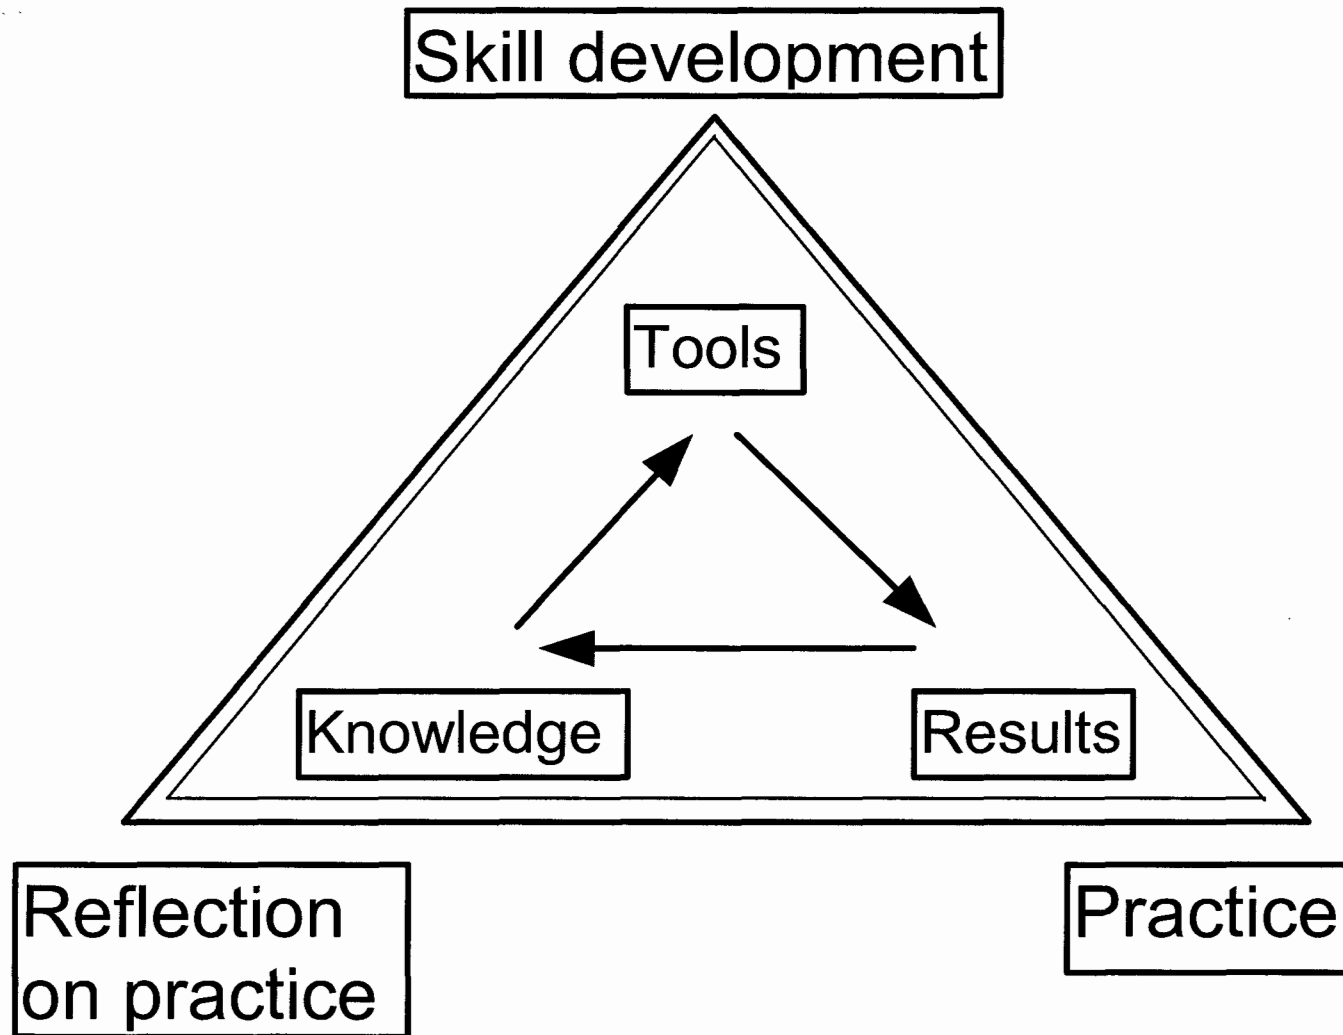 Skill development
Tools
Knowledge
Results
Reflection
on practice
Practice